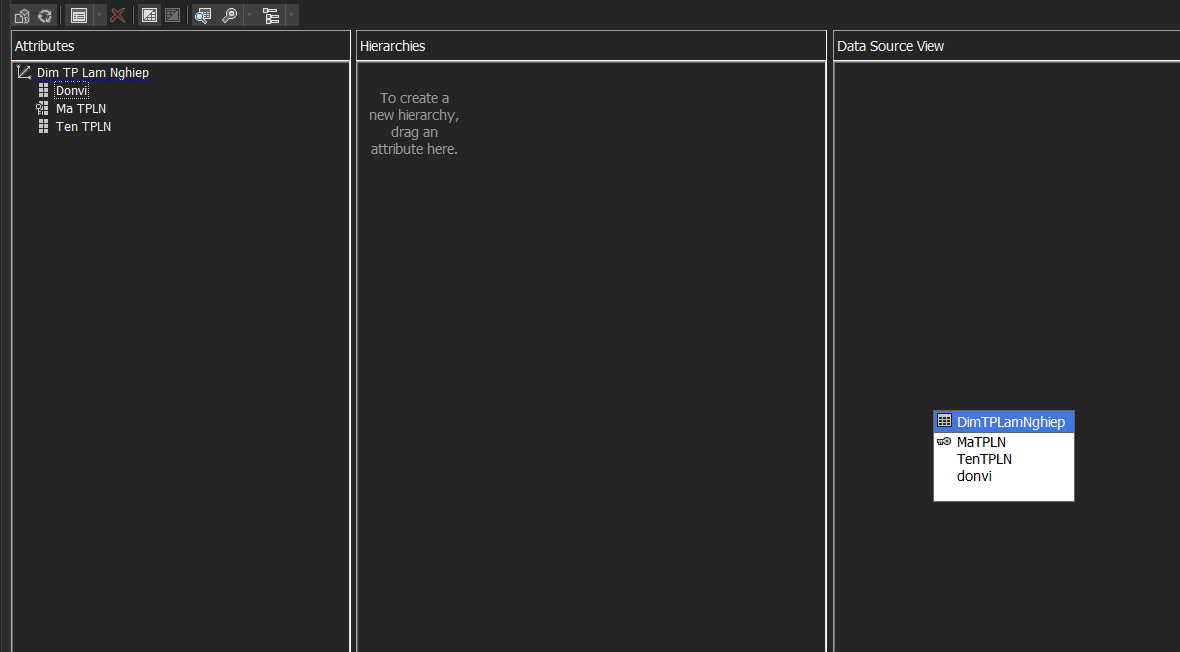 Attributes
Dim TP Lam Nghiep
Donvi
Ma TPLN
Ten TPLN
Hierarchies
To create a
new hierarchy,
drag an
attribute here.
Data Source View
DimTPLamNghiep
MaTPLN
TenTPLN
donvi